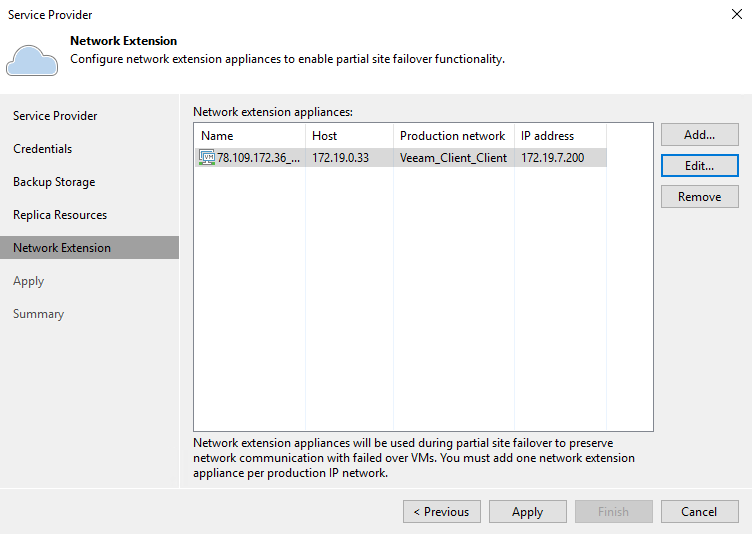 Service Provider
Network Extension
Configure network extension appliances to enable partial site failover functionality.
Service Provider
Credentials
Backup Storage
Replica Resources
Network Extension
Apply
Summary
Network extension appliances:
Name Host Production network IP address
VM 78.109.172.36_... 172.19.0.33 Veeam_Client_Client 172.19.7.200
Add...
Edit...
Remove
Network extension appliances will be used during partial site failover to preserve
network communication with failed over VMs. You must add one network extension
appliance per production IP network.
< Previous Apply Finish Cancel